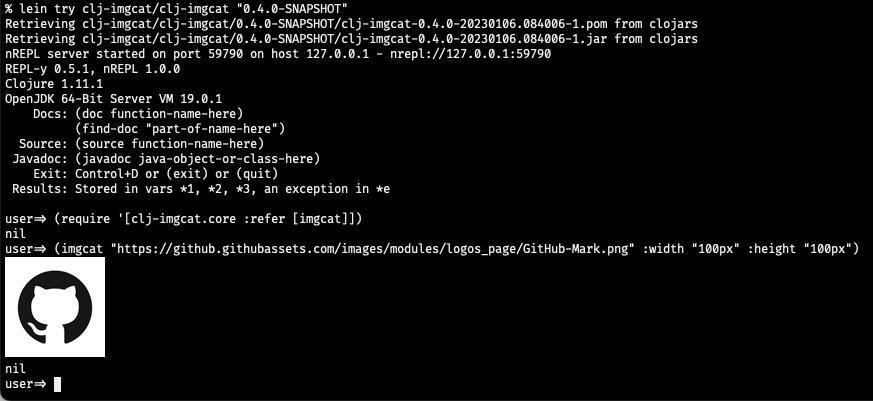 % lein try clj-imgcat/clj-imgcat "0.4.0-SNAPSHOT"
Retrieving clj-imgcat/clj-imgcat/0.4.0-SNAPSHOT/clj-imgcat-0.4.0-20230106.084006-1.pom from clojars
Retrieving clj-imgcat/clj-imgcat/0.4.0-SNAPSHOT/clj-imgcat-0.4.0-20230106.084006-1.jar from clojars
nREPL server started on port 59790 on host 127.0.0.1 - nrepl://127.0.0.1:59790
REPL-y 0.5.1, nREPL 1.0.0
Clojure 1.11.1
OpenJDK 64-Bit Server VM 19.0.1
    Docs: (doc function-name-here)
          (find-doc "part-of-name-here")
  Source: (source function-name-here)
 Javadoc: (javadoc java-object-or-class-here)
    Exit: Control+D or (exit) or (quit)
 Results: Stored in vars *1, *2, *3, an exception in *e
user=> (require '[clj-imgcat.core :refer [imgcat]])
nil
user=> (imgcat "https://github.githubassets.com/images/modules/logos_page/GitHub-Mark.png" :width "100px" :height "100px")
nil
user=>